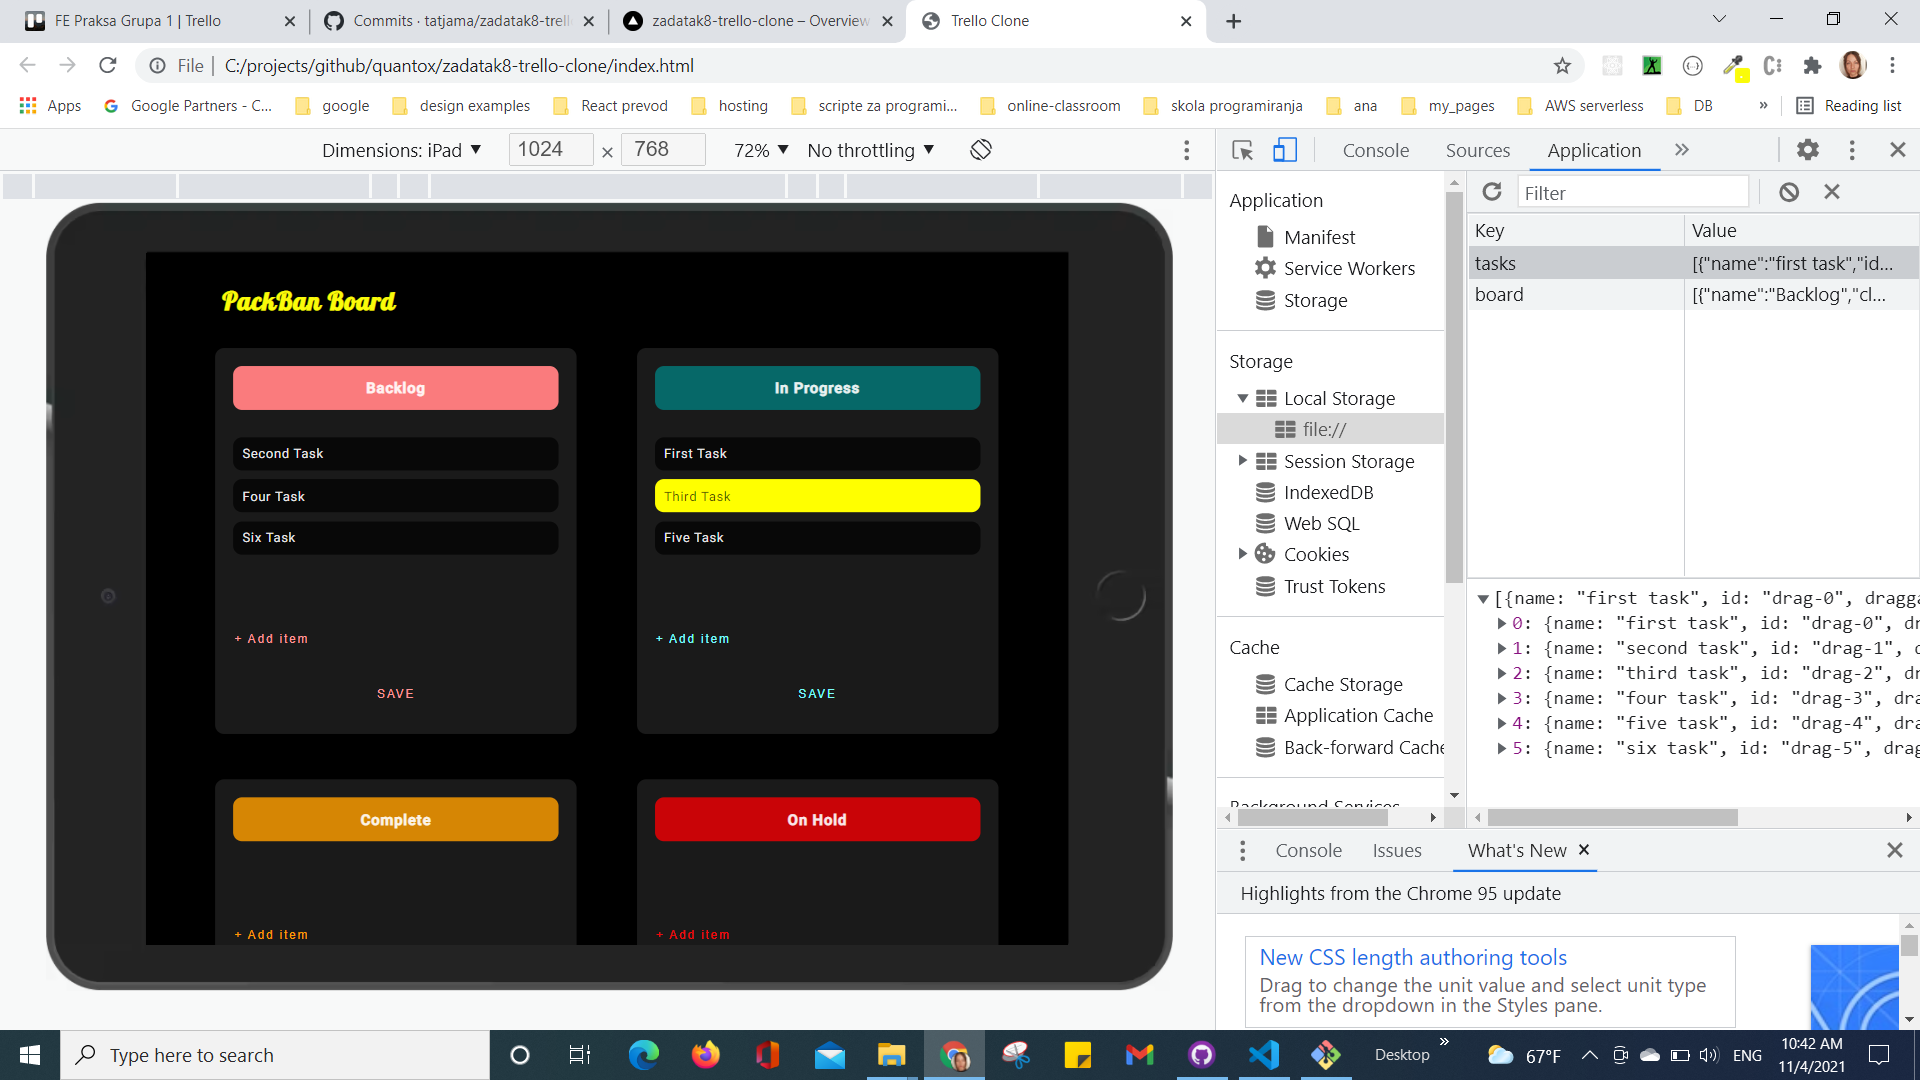 FE Praksa Grupa 1 | Trello
Commits · tatjama/zadatak8-trell
zadatak8-trello-clone – Overview
Trello Clone
File
C:/projects/github/quantox/zadatak8-trello-clone/index.html
Apps
Google Partners - C...
google
design examples
React prevod
hosting
scripte za programi...
online-classroom
skola programiranja
ana
my_pages
AWS serverless
DB
»
Reading list
Dimensions: iPad
1024 × 768
72%
No throttling
Console
Sources
Application
PackBan Board
Backlog
Second Task
Four Task
Six Task
+ Add item
SAVE
In Progress
First Task
Third Task
Five Task
+ Add item
SAVE
Complete
+ Add item
On Hold
+ Add item
Application
Manifest
Service Workers
Storage
Storage
Local Storage
file://
Session Storage
IndexedDB
Web SQL
Cookies
Trust Tokens
Cache
Cache Storage
Application Cache
Back-forward Cache
Background Services
Filter
Key Value
tasks [{"name":"first task","id...
board [{"name":"Backlog","cl...
[{name: "first task", id: "drag-0", dragga
0: {name: "first task", id: "drag-0", dr
1: {name: "second task", id: "drag-1", d
2: {name: "third task", id: "drag-2", dr
3: {name: "four task", id: "drag-3", dra
4: {name: "five task", id: "drag-4", dra
5: {name: "six task", id: "drag-5", drag
Console
Issues
What's New
Highlights from the Chrome 95 update
New CSS length authoring tools
Drag to change the unit value and select unit type
from the dropdown in the Styles pane.
Type here to search
Desktop
»
67°F
ENG
10:42 AM
11/4/2021